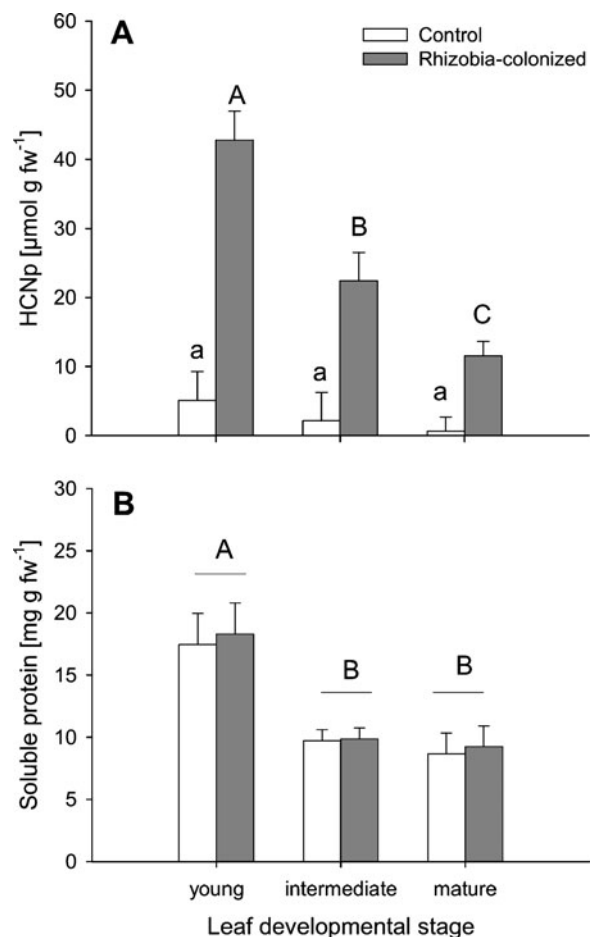 A
Control
Rhizobia-colonized
HCNp [µmol g fw⁻¹]
60
50
40
30
20
10
0
A
B
C
a
a
a
B
Soluble protein [mg g fw⁻¹]
30
25
20
15
10
5
0
A
B
B
young intermediate mature
Leaf developmental stage